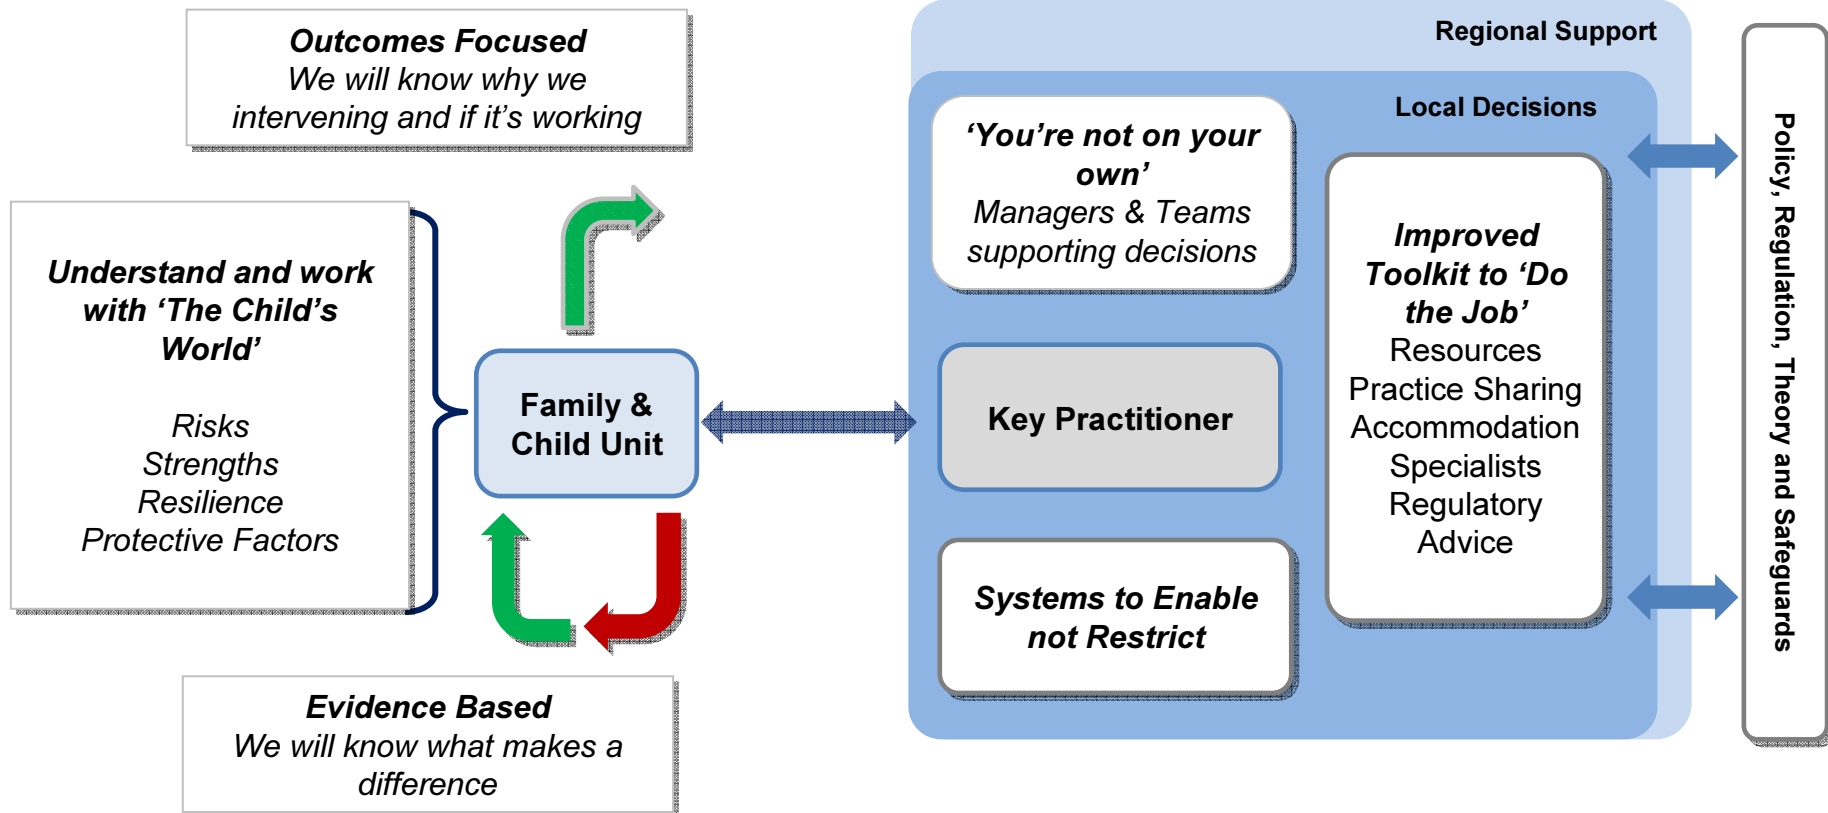 Outcomes Focused
We will know why we
intervening and if it’s working
Understand and work
with ‘The Child’s
World’
Risks
Strengths
Resilience
Protective Factors
Family &
Child Unit
Evidence Based
We will know what makes a
difference
Regional Support
Local Decisions
‘You’re not on your
own’
Managers & Teams
supporting decisions
Key Practitioner
Systems to Enable
not Restrict
Improved
Toolkit to ‘Do
the Job’
Resources
Practice Sharing
Accommodation
Specialists
Regulatory
Advice
Policy, Regulation, Theory and Safeguards